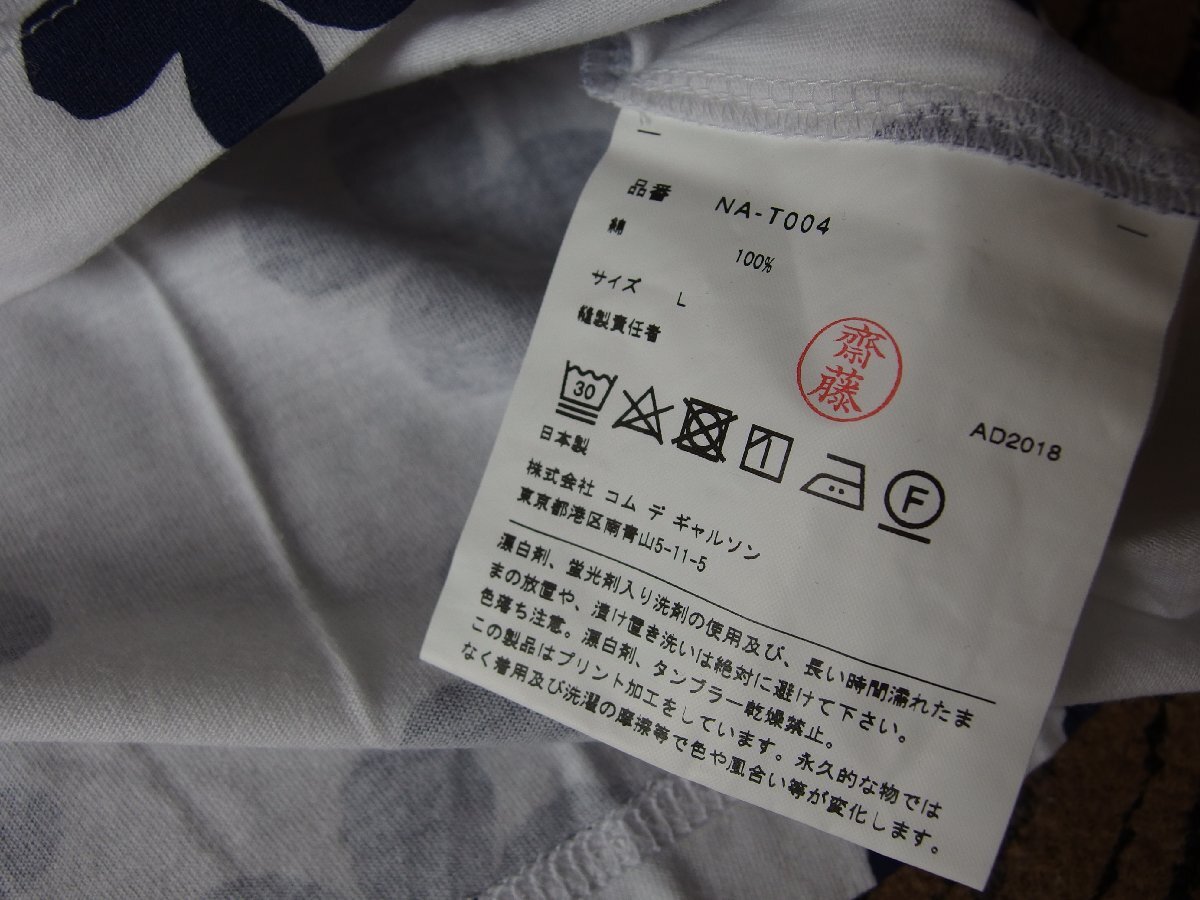 品番 NA-T004
綿 100%
サイズ L
縫製責任者
齋藤
AD2018
30
F
日本製
株式会社 コム デ ギャルソン
東京都港区南青山5-11-5
漂白剤、蛍光剤入り洗剤の使用及び、長い時間濡れたま
まの放置や、漬け置き洗いは絶対に避けて下さい。
色落ち注意。漂白剤、タンブラー乾燥禁止。
この製品はプリント加工をしています。永久的な物では
なく着用及び洗濯の摩擦等で色や風合い等が変化します。